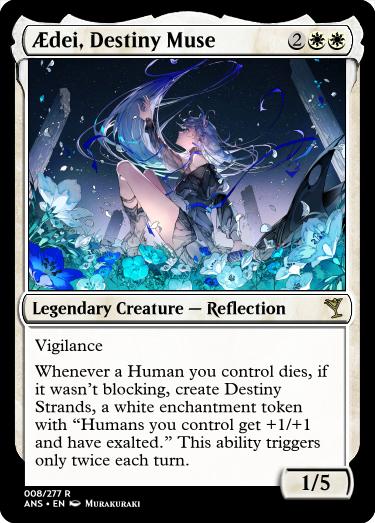 Ædei, Destiny Muse 2
Legendary Creature — Reflection
Vigilance
Whenever a Human you control dies, if
it wasn't blocking, create Destiny
Strands, a white enchantment token
with “Humans you control get +1/+1
and have exalted.” This ability triggers
only twice each turn.
1/5
008/277 R
ANS • EN Murakuraki